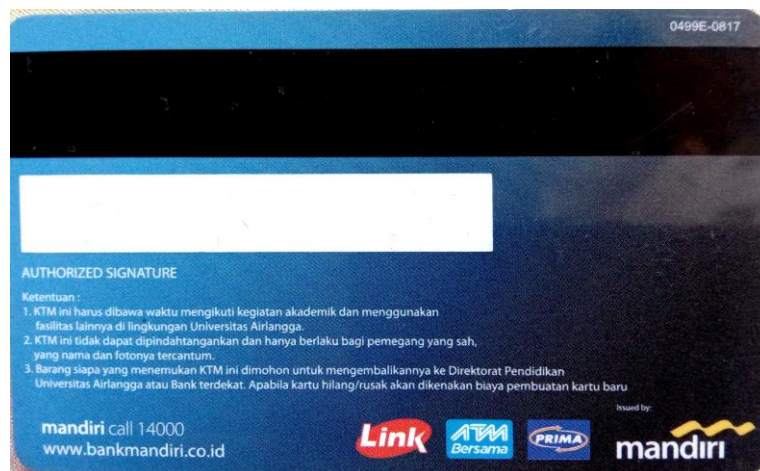 0499E-0817
AUTHORIZED SIGNATURE
Ketentuan :
1. KTM ini harus dibawa waktu mengikuti kegiatan akademik dan menggunakan
fasilitas lainnya di lingkungan Universitas Airlangga.
2. KTM ini tidak dapat dipindahtangankan dan hanya berlaku bagi pemegang yang sah,
yang nama dan fotonya tercantum.
3. Barang siapa yang menemukan KTM ini dimohon untuk mengembalikannya ke Direktorat Pendidikan
Universitas Airlangga atau Bank terdekat. Apabila kartu hilang/rusak akan dikenakan biaya pembuatan kartu baru
Issued by:
mandiri call 14000
www.bankmandiri.co.id
Link
ATM
Bersama
PRIMA
mandiri